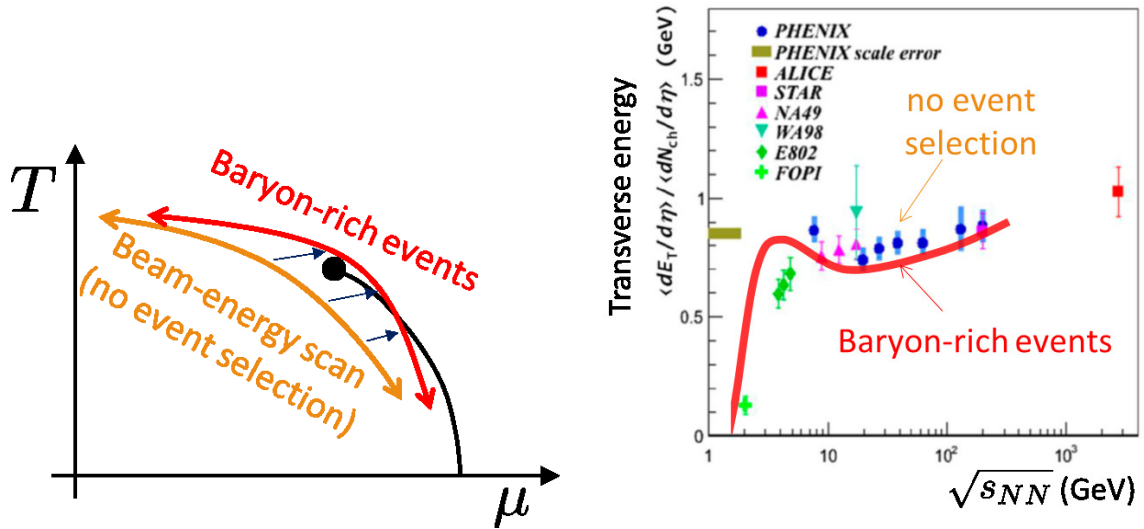 T
Baryon-rich events
Beam-energy scan
(no event selection)
μ
Transverse energy
⟨dE_T/dη⟩ / ⟨dN_ch/dη⟩ (GeV)
PHENIX
PHENIX scale error
ALICE
STAR
NA49
WA98
E802
FOPI
no event
selection
Baryon-rich events
1.5
1
0.5
0
1
10
10²
10³
√s_NN (GeV)